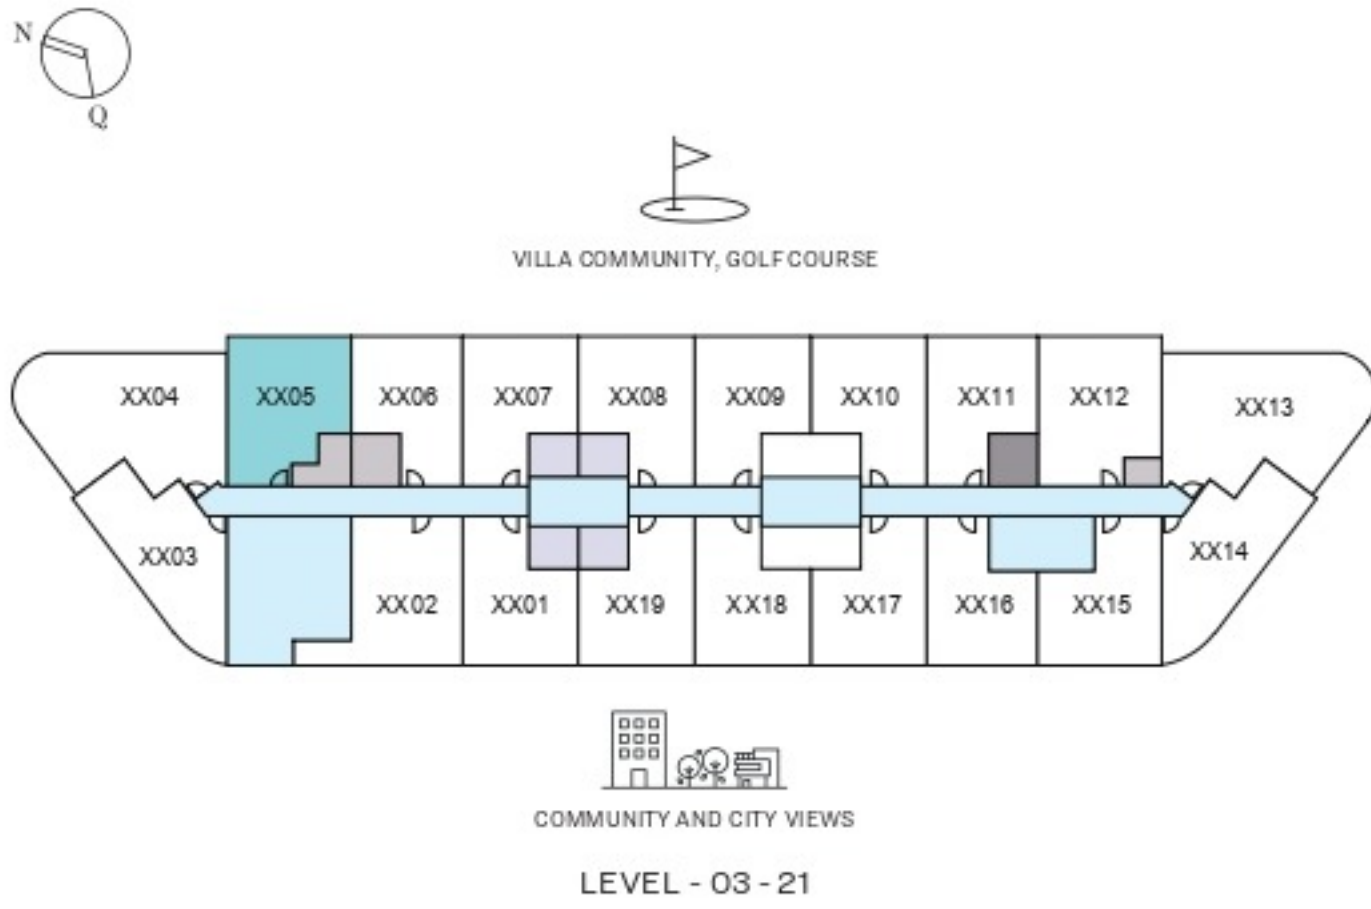 N
Q
VILLA COMMUNITY, GOLF COURSE
XX04 XX05 XX06 XX07 XX08 XX09 XX10 XX11 XX12 XX13
XX03 XX02 XX01 XX19 XX18 XX17 XX16 XX15 XX14
COMMUNITY AND CITY VIEWS
LEVEL - 03 - 21